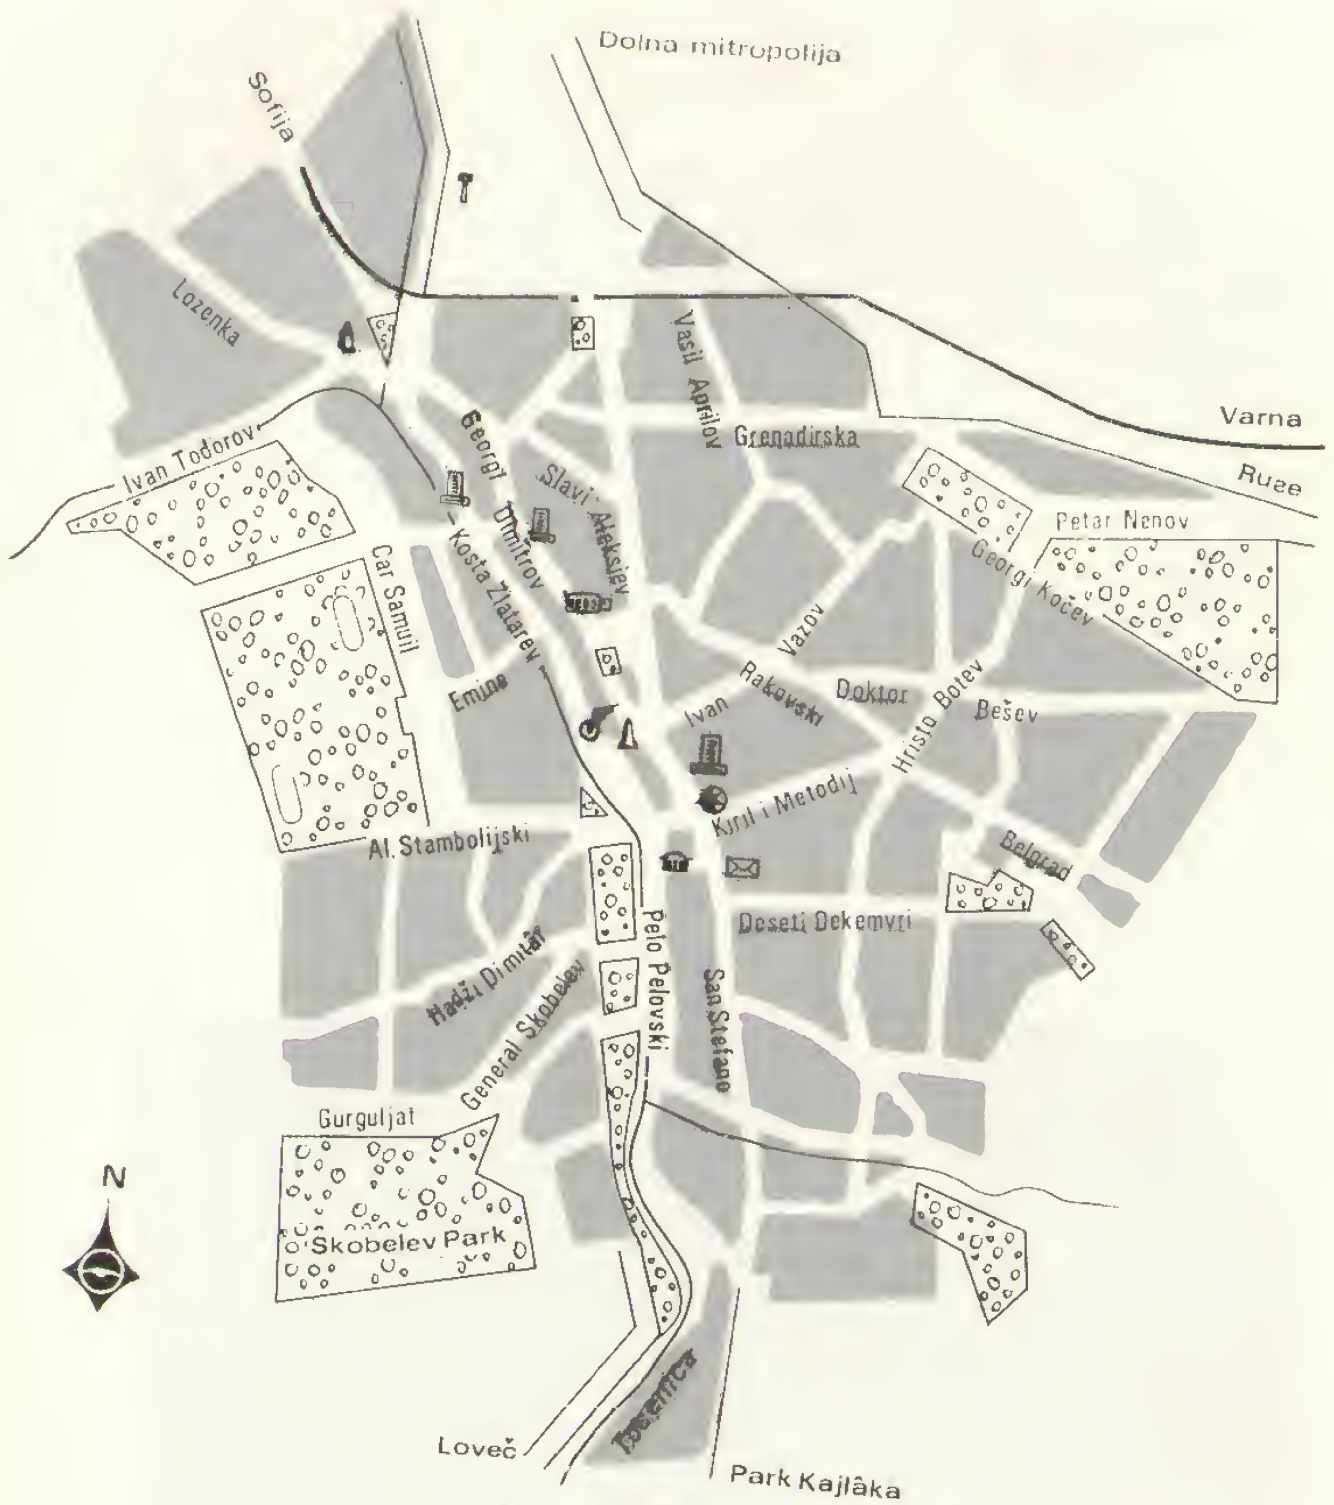 Dolna mitropolija
Sofija
Lozenka
Vasil Aprilov
Varna
Grenadirska
Ruse
Ivan Todorov
Georgi Dimitrov
Slavi Aleksiev
Petar Nenov
Georgi Kočev
Kosta Zlatarev
Car Samuil
Emine
Ivan Vazov
Rakovski
Doktor Bešev
Hristo Botev
Kiril i Metodij
Al. Stambolijski
Belgrad
Deseti Dekemvri
Pelo Pelovski
Hadži Dimitâr
General Skobelev
San Stefano
Gurguljat
N
Skobelev Park
Loveč
Park Kajlâka